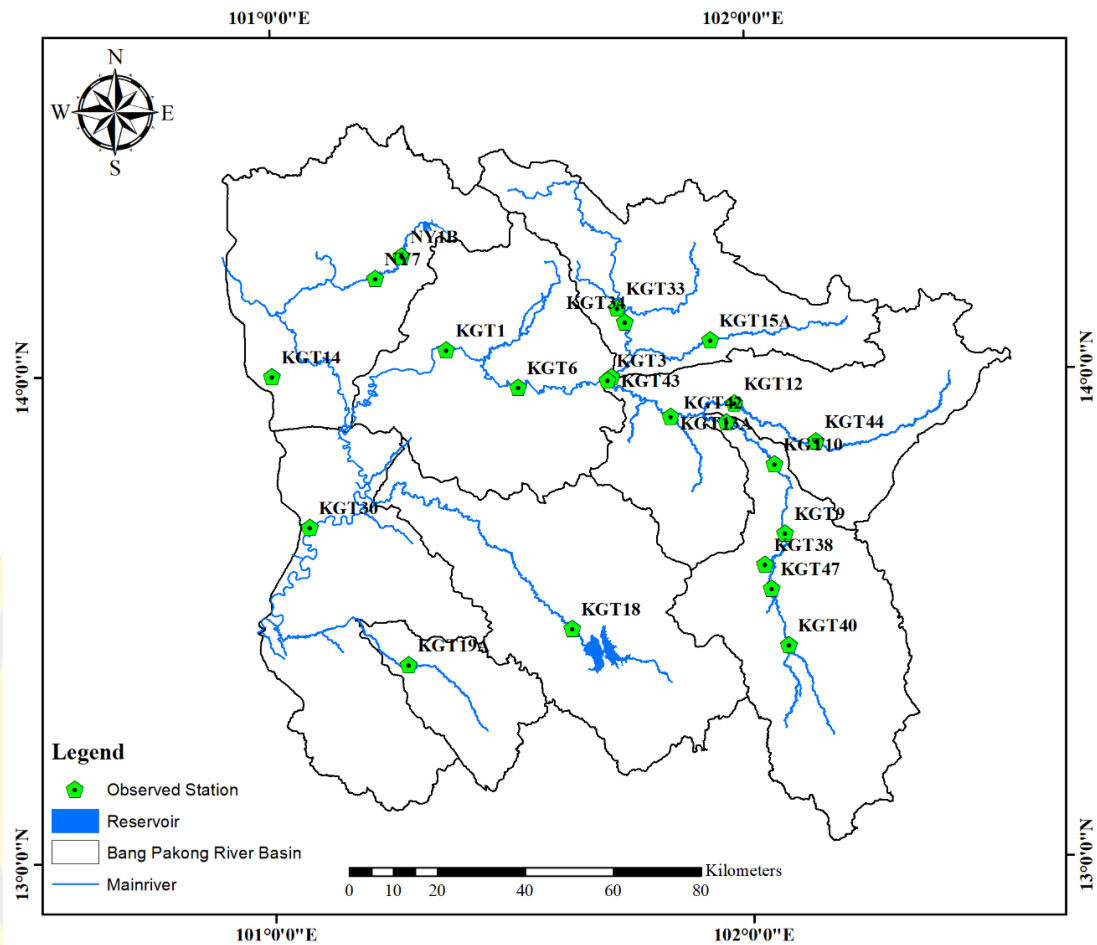 101°0'0"E
102°0'0"E
N
W
E
S
NY1B
NY7
KGT33
KGT34
KGT15A
KGT1
14°0'0"N
14°0'0"N
KGT14
KGT3
KGT6
KGT43
KGT12
KGT42
KGT13A
KGT44
KGT10
KGT30
KGT9
KGT38
KGT47
KGT18
KGT40
KGT19A
Legend
Observed Station
Reservoir
Bang Pakong River Basin
Mainriver
Kilometers
0 10 20 40 60 80
13°0'0"N
13°0'0"N
101°0'0"E
102°0'0"E